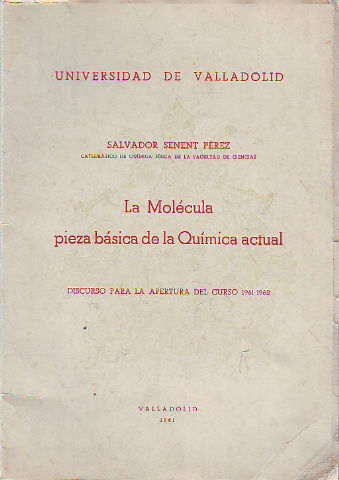 UNIVERSIDAD DE VALLADOLID
SALVADOR SENENT PÉREZ
CATEDRÁTICO DE QUÍMICA FÍSICA DE LA FACULTAD DE CIENCIAS
La Molécula
pieza básica de la Química actual
DISCURSO PARA LA APERTURA DEL CURSO 1961-1962
VALLADOLID
1961